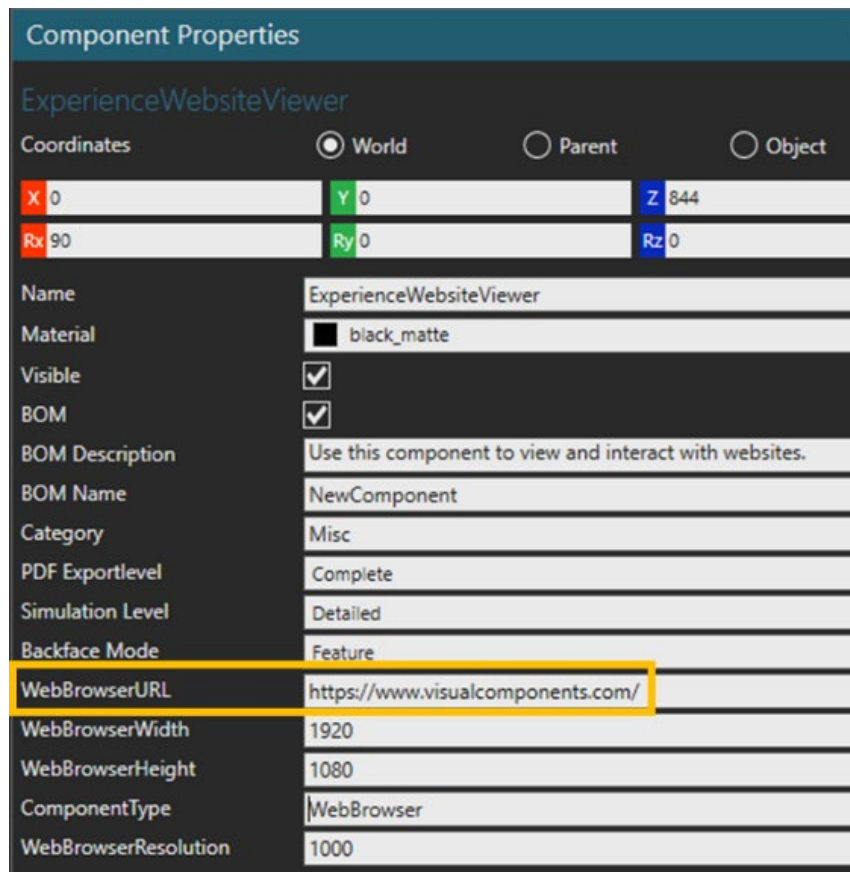 Component Properties
ExperienceWebsiteViewer
Coordinates World Parent Object
X 0 Y 0 Z 844
Rx 90 Ry 0 Rz 0
Name ExperienceWebsiteViewer
Material black_matte
Visible
BOM
BOM Description Use this component to view and interact with websites.
BOM Name NewComponent
Category Misc
PDF Exportlevel Complete
Simulation Level Detailed
Backface Mode Feature
WebBrowserURL https://www.visualcomponents.com/
WebBrowserWidth 1920
WebBrowserHeight 1080
ComponentType WebBrowser
WebBrowserResolution 1000